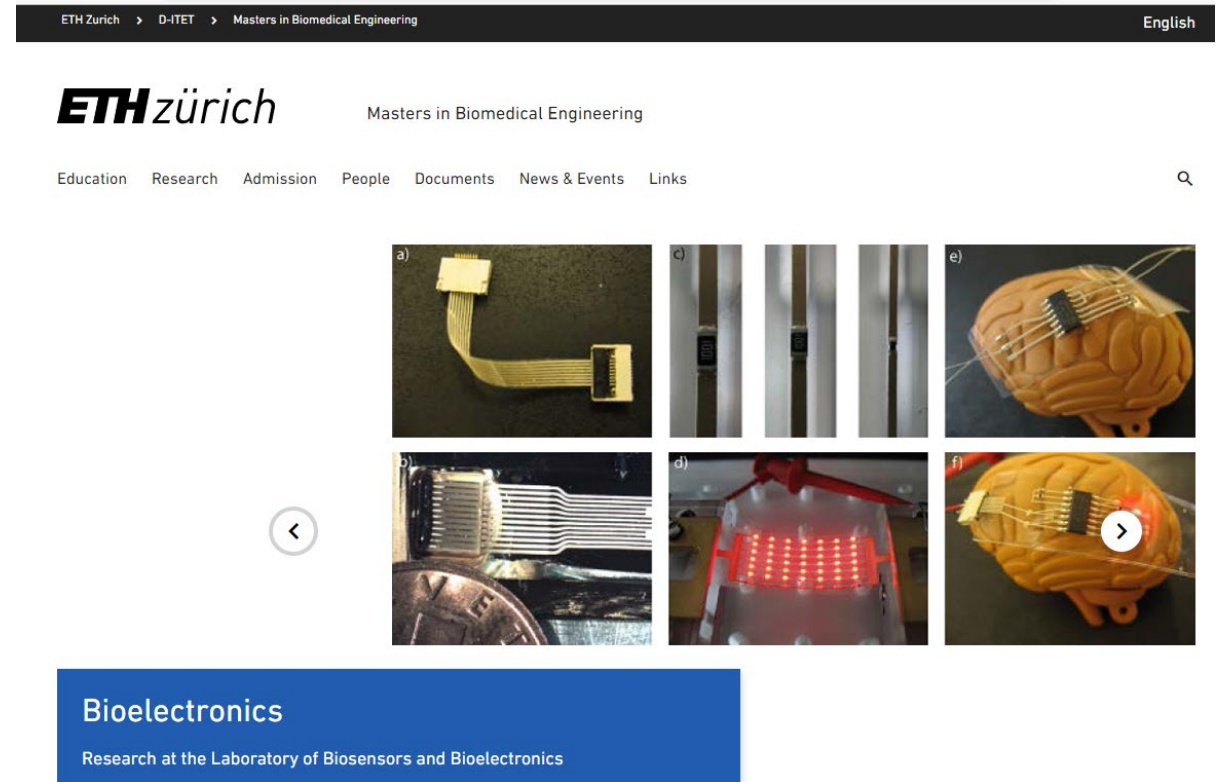 ETH Zurich > D-ITET > Masters in Biomedical Engineering
English
ETH zürich
Masters in Biomedical Engineering
Education Research Admission People Documents News & Events Links
a)
c)
e)
b)
d)
f)
Bioelectronics
Research at the Laboratory of Biosensors and Bioelectronics